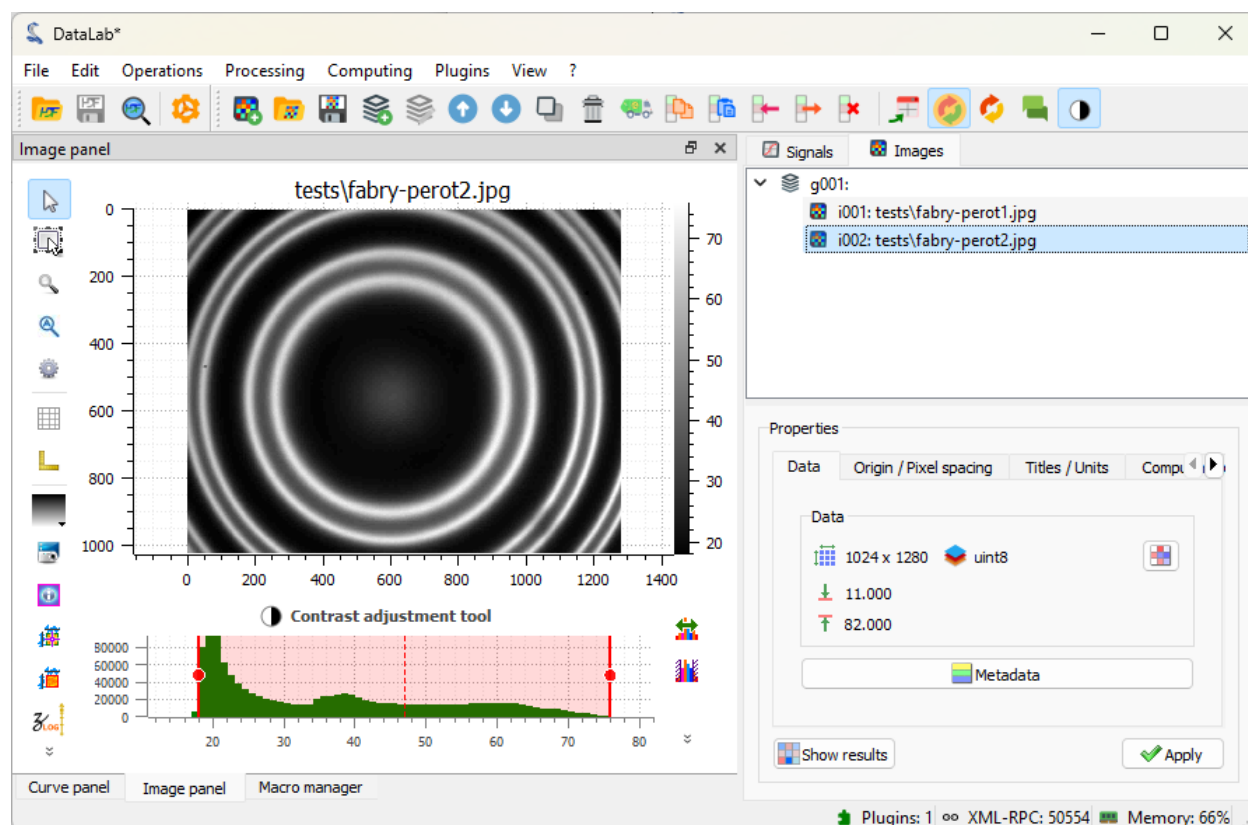 DataLab*
File Edit Operations Processing Computing Plugins View ?
Image panel
tests\fabry-perot2.jpg
0
200
400
600
800
1000
0 200 400 600 800 1000 1200 1400
70
60
50
40
30
20
Contrast adjustment tool
80000
60000
40000
20000
0
20 30 40 50 60 70 80
LOG
Curve panel Image panel Macro manager
Signals Images
g001:
i001: tests\fabry-perot1.jpg
i002: tests\fabry-perot2.jpg
Properties
Data Origin / Pixel spacing Titles / Units
Data
1024 x 1280 uint8
11.000
82.000
Metadata
Show results Apply
Plugins: 1 XML-RPC: 50554 Memory: 66%